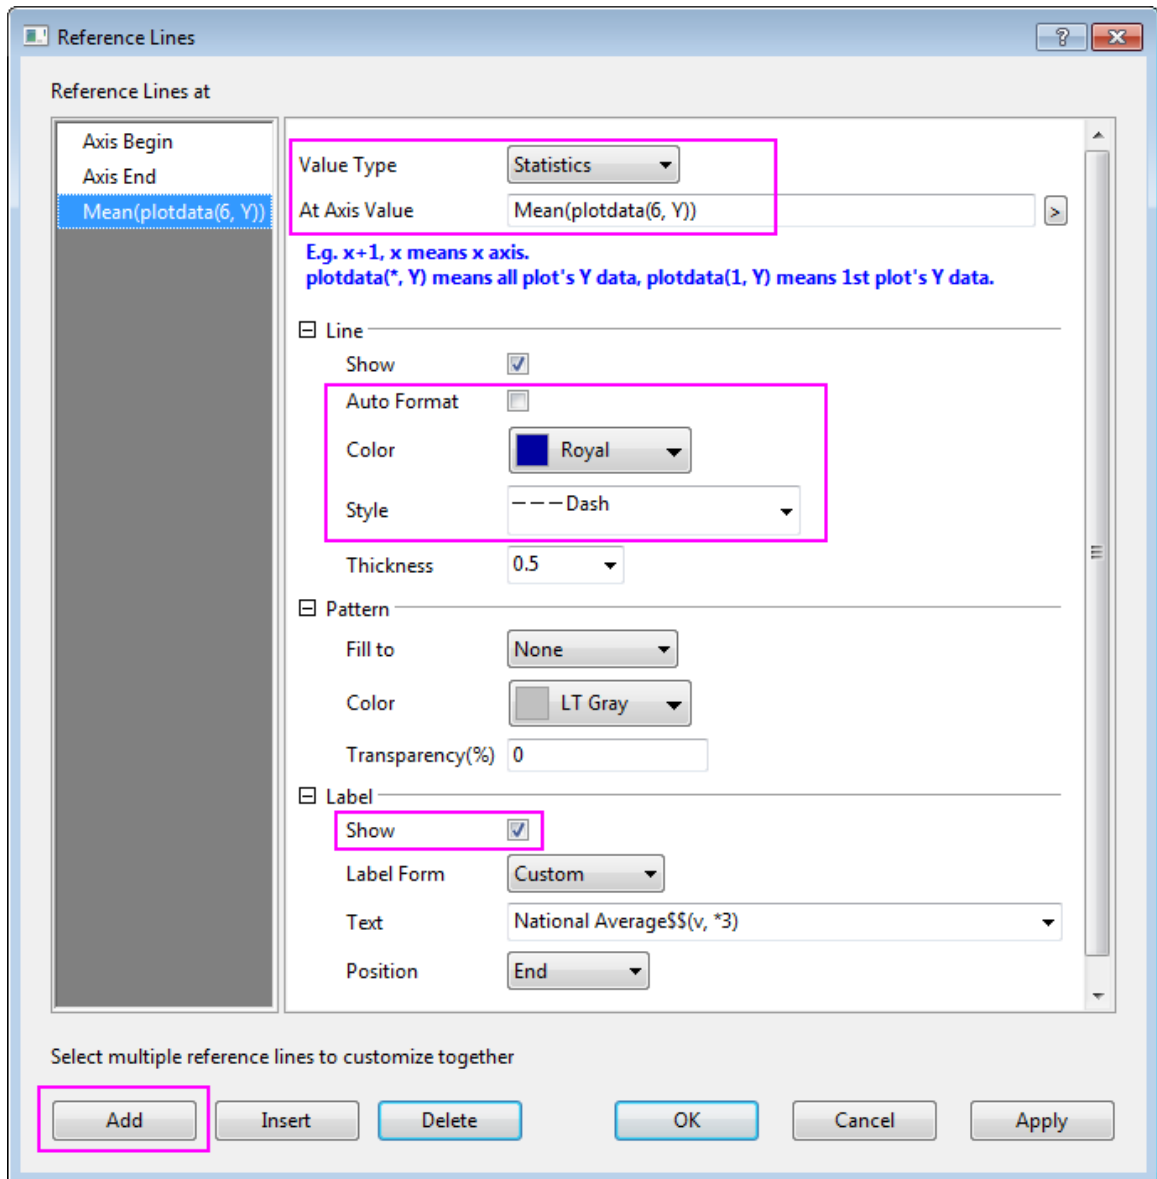 Reference Lines
Reference Lines at
Axis Begin
Axis End
Mean(plotdata(6, Y))
Value Type Statistics
At Axis Value Mean(plotdata(6, Y)) >
E.g. x+1, x means x axis.
plotdata(*, Y) means all plot's Y data, plotdata(1, Y) means 1st plot's Y data.
Line
Show
Auto Format
Color Royal
Style ---Dash
Thickness 0.5
Pattern
Fill to None
Color LT Gray
Transparency(%) 0
Label
Show
Label Form Custom
Text National Average$$(v, *3)
Position End
Select multiple reference lines to customize together
Add Insert Delete OK Cancel Apply